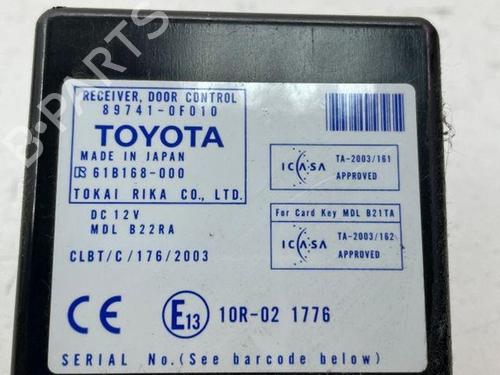 RECEIVER, DOOR CONTROL
89741-0F010
TOYOTA
MADE IN JAPAN
61B168-000
TOKAI RIKA CO., LTD.
DC 12V
MDL B22RA
CLBT/C/176/2003
ICASA
TA-2003/161
APPROVED
For Card Key MDL B21TA
ICASA
TA-2003/162
APPROVED
CE E13 10R-02 1776
SERIAL No.(See barcode below)
B-PARTS